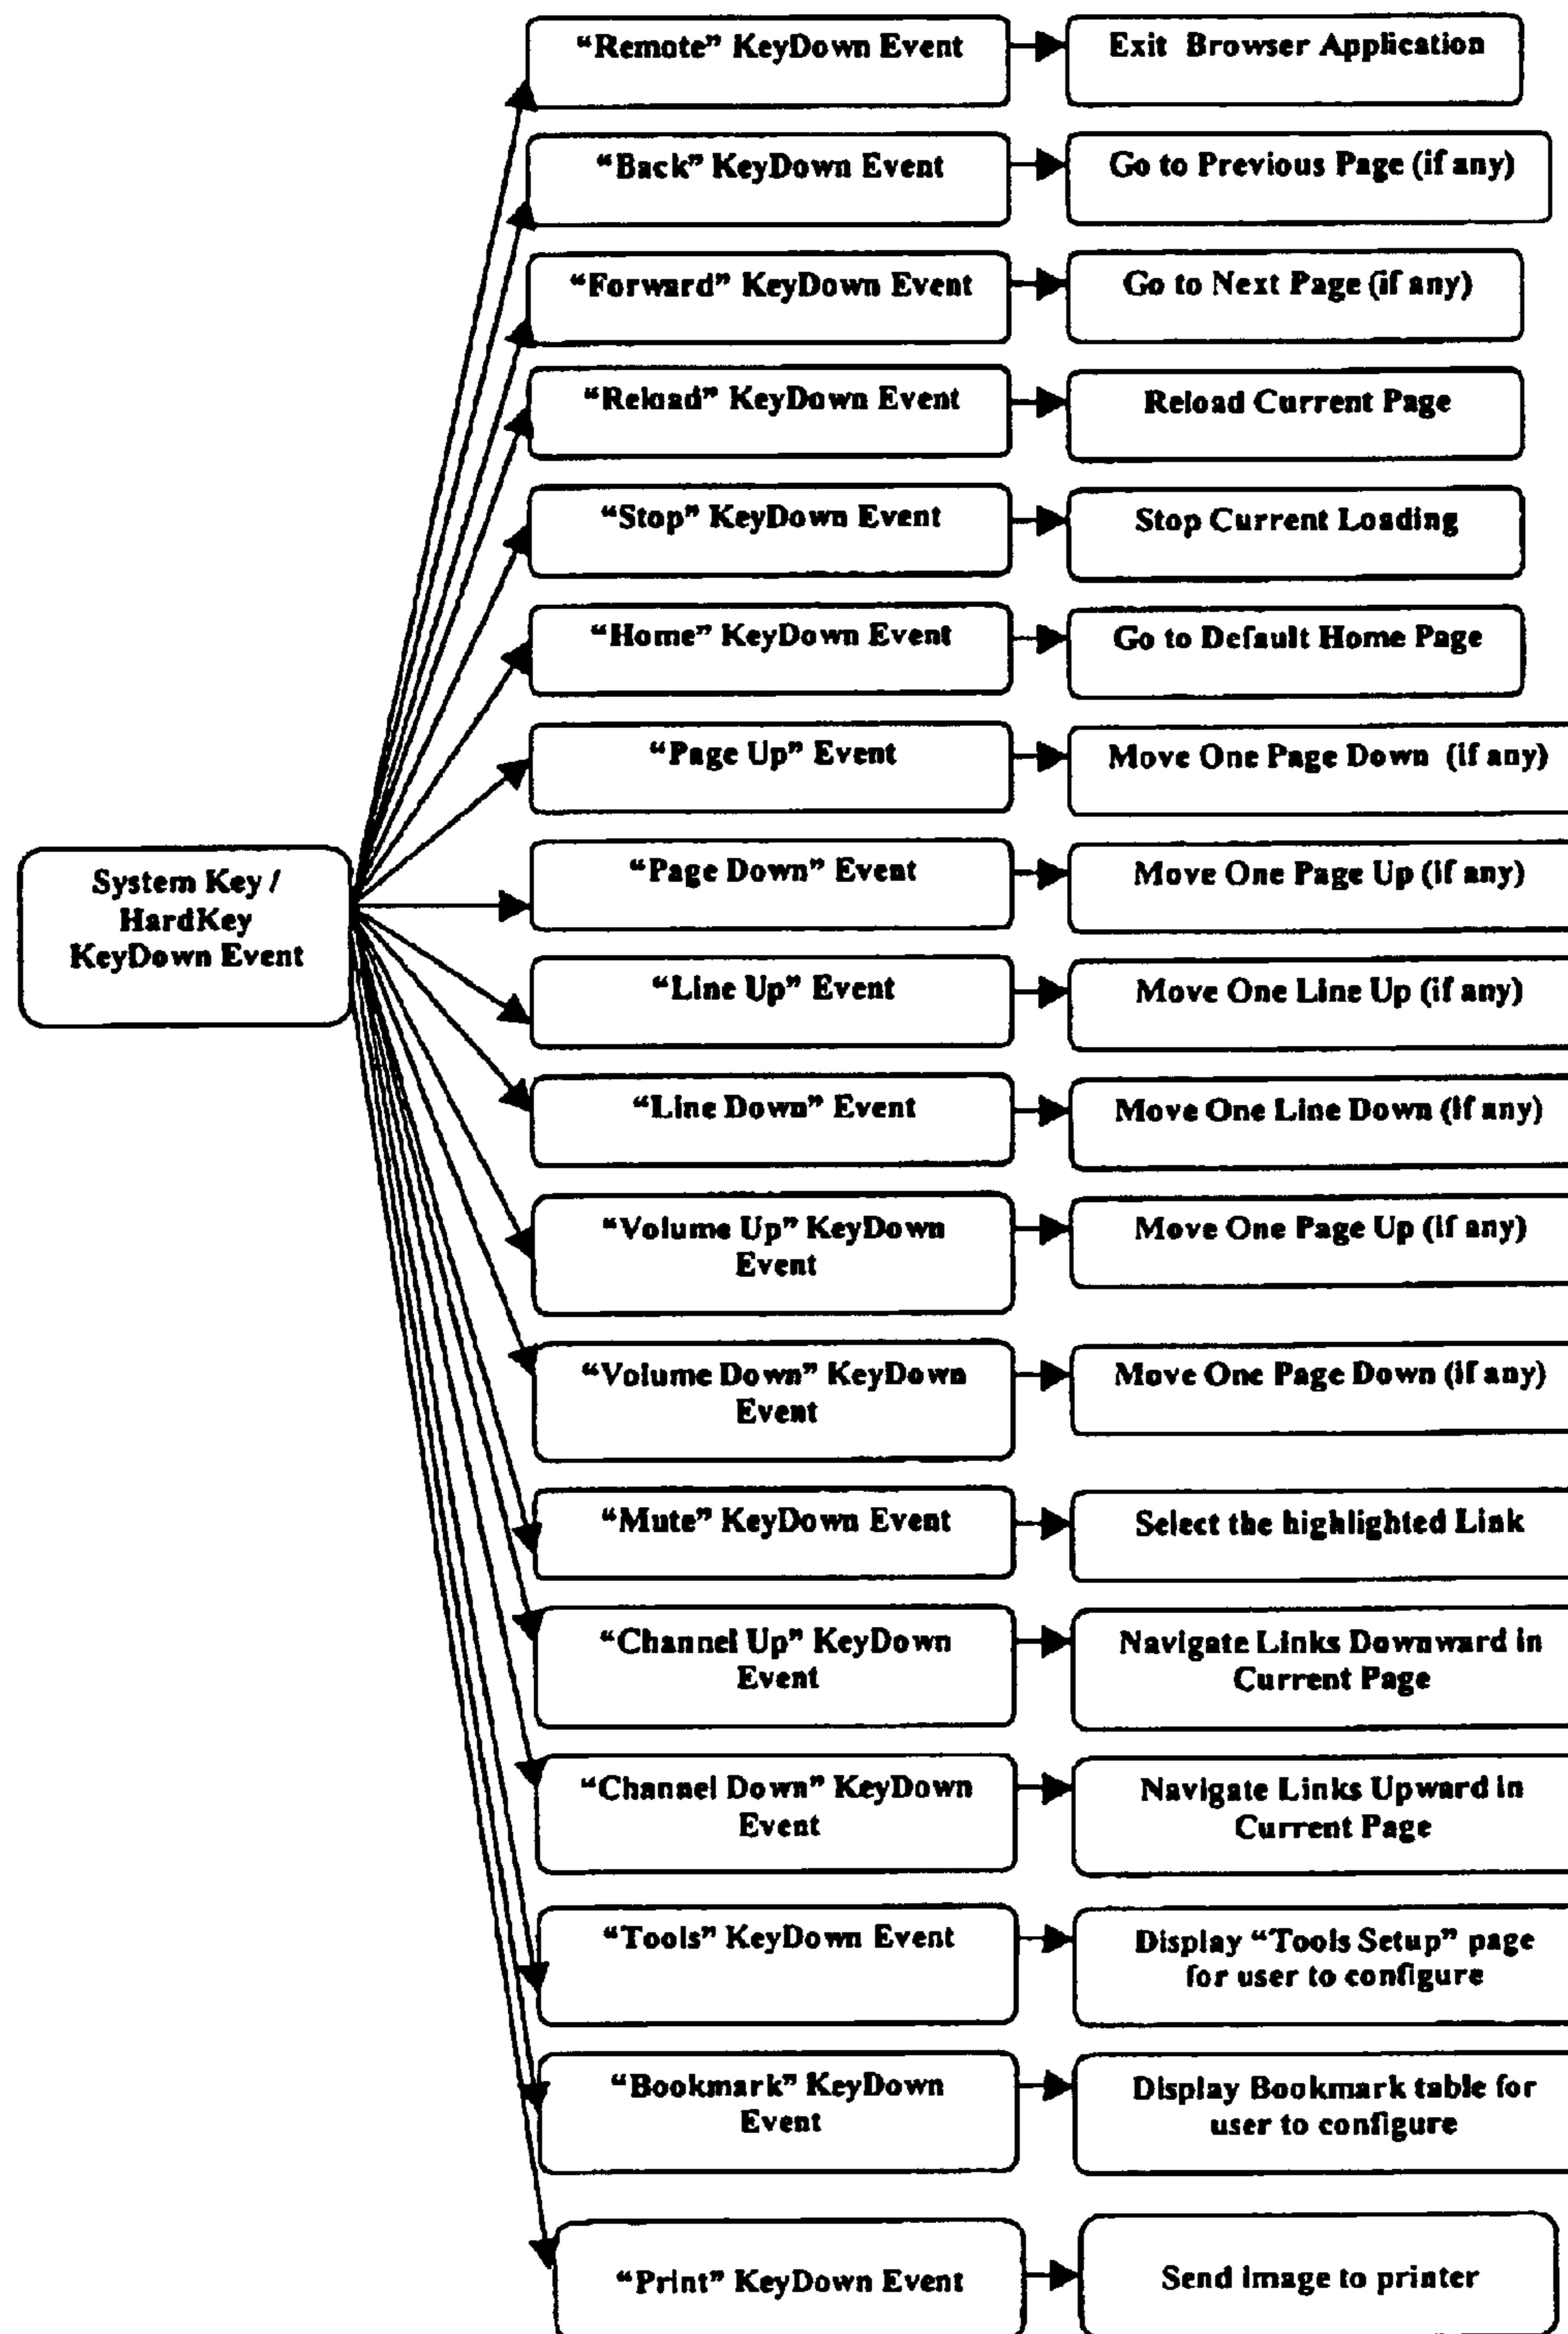 “Remote” KeyDown Event
Exit Browser Application
“Back” KeyDown Event
Go to Previous Page (if any)
“Forward” KeyDown Event
Go to Next Page (if any)
“Reload” KeyDown Event
Reload Current Page
“Stop” KeyDown Event
Stop Current Loading
“Home” KeyDown Event
Go to Default Home Page
“Page Up” Event
Move One Page Down (if any)
System Key /
HardKey
KeyDown Event
“Page Down” Event
Move One Page Up (if any)
“Line Up” Event
Move One Line Up (if any)
“Line Down” Event
Move One Line Down (if any)
“Volume Up” KeyDown
Event
Move One Page Up (if any)
“Volume Down” KeyDown
Event
Move One Page Down (if any)
“Mute” KeyDown Event
Select the highlighted Link
“Channel Up” KeyDown
Event
Navigate Links Downward in
Current Page
“Channel Down” KeyDown
Event
Navigate Links Upward in
Current Page
“Tools” KeyDown Event
Display “Tools Setup” page
for user to configure
“Bookmark” KeyDown
Event
Display Bookmark table for
user to configure
“Print” KeyDown Event
Send image to printer